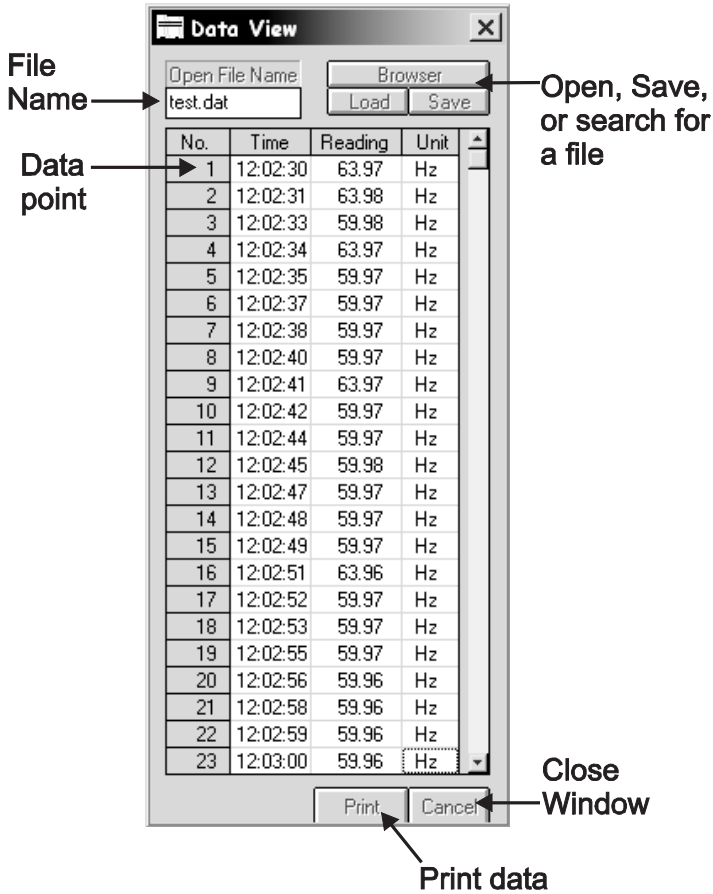 Data View
File
Name
Open File Name
Browser
test.dat
Load Save
Open, Save,
or search for
a file
Data
point
No. Time Reading Unit
1 12:02:30 63.97 Hz
2 12:02:31 63.98 Hz
3 12:02:33 59.98 Hz
4 12:02:34 63.97 Hz
5 12:02:35 59.97 Hz
6 12:02:37 59.97 Hz
7 12:02:38 59.97 Hz
8 12:02:40 59.97 Hz
9 12:02:41 63.97 Hz
10 12:02:42 59.97 Hz
11 12:02:44 59.97 Hz
12 12:02:45 59.98 Hz
13 12:02:47 59.97 Hz
14 12:02:48 59.97 Hz
15 12:02:49 59.97 Hz
16 12:02:51 63.96 Hz
17 12:02:52 59.97 Hz
18 12:02:53 59.97 Hz
19 12:02:55 59.97 Hz
20 12:02:56 59.96 Hz
21 12:02:58 59.96 Hz
22 12:02:59 59.96 Hz
23 12:03:00 59.96 Hz
Print Cancel
Close
Window
Print data